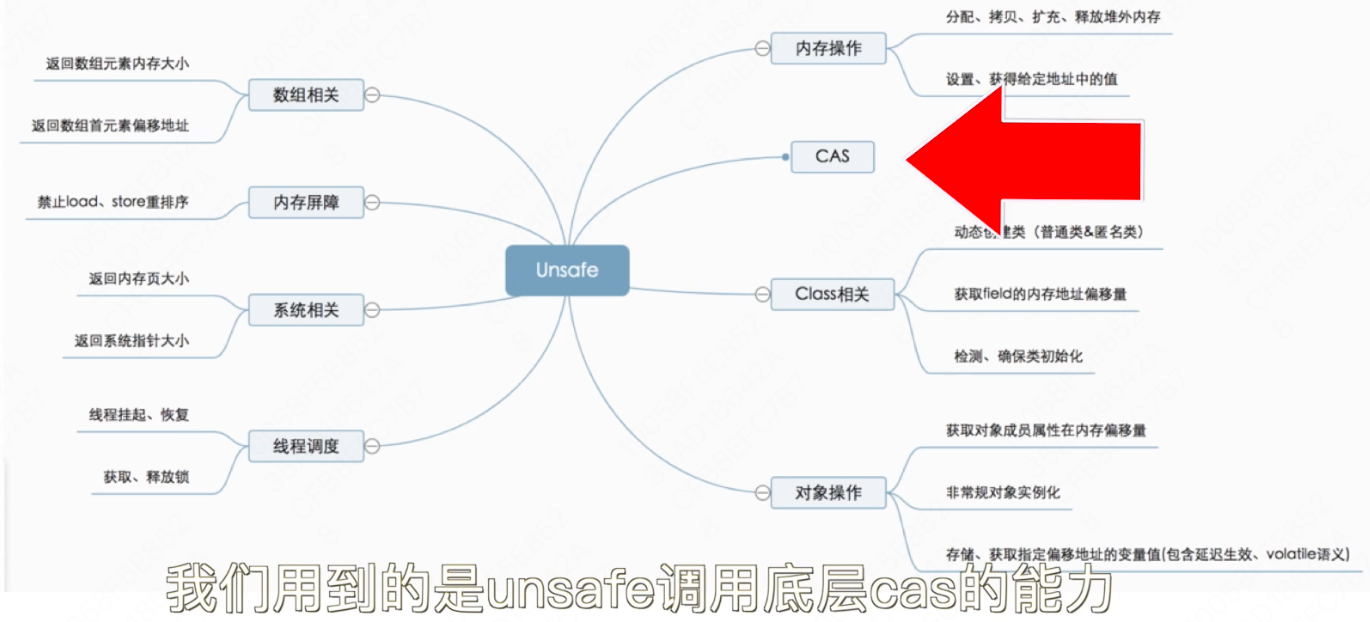 分配、拷贝、扩充、释放堆外内存
内存操作
设置、获得给定地址中的值
返回数组元素内存大小
数组相关
返回数组首元素偏移地址
CAS
禁止load、store重排序
内存屏障
动态创建类（普通类&匿名类）
Unsafe
返回内存页大小
系统相关
返回系统指针大小
Class相关
获取field的内存地址偏移量
检测、确保类初始化
线程挂起、恢复
线程调度
获取、释放锁
获取对象成员属性在内存偏移量
对象操作
非常规对象实例化
存储、获取指定偏移地址的变量值(包含延迟生效、volatile语义)
我们用到的是unsafe调用底层cas的能力